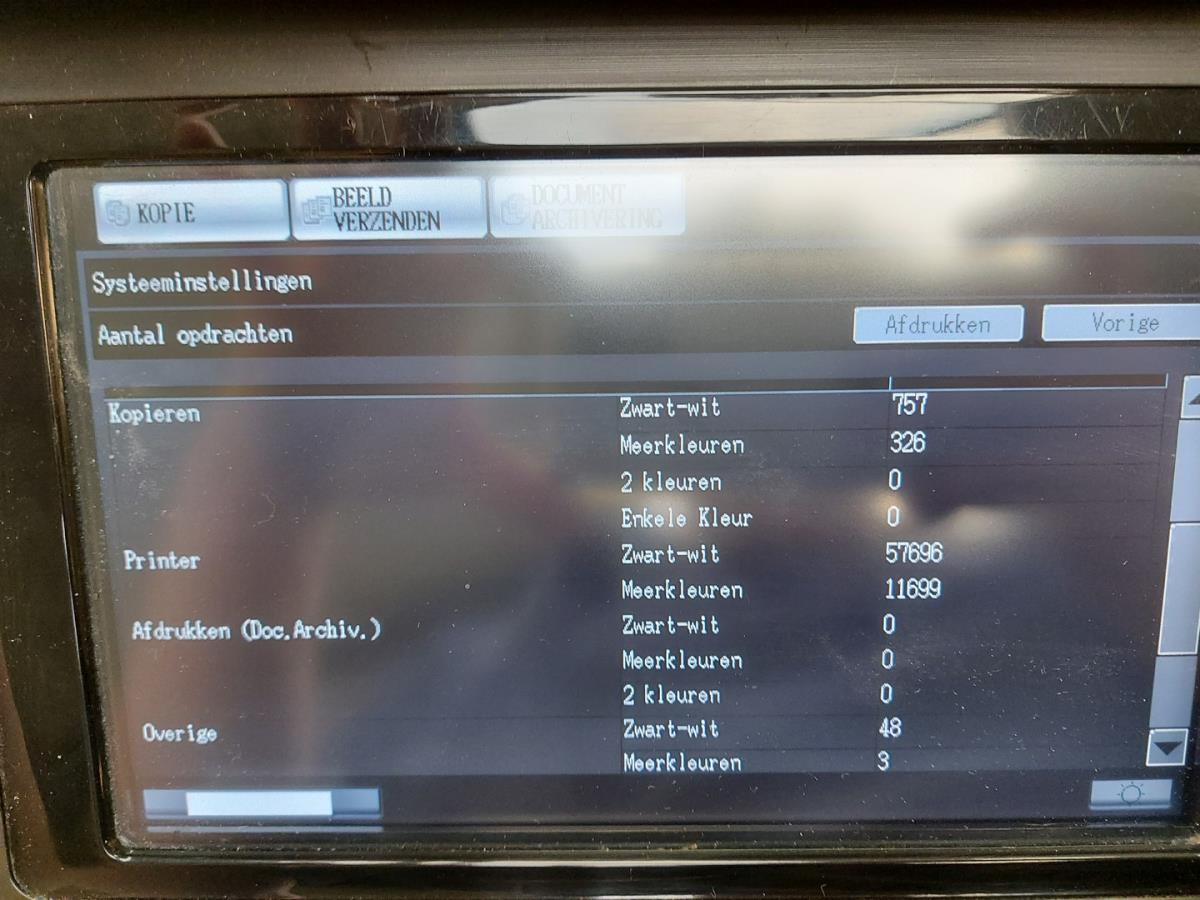 KOPIE
BEELD
VERZENDEN
DOCUMENT
ARCHIVERING
Systeeminstellingen
Aantal opdrachten
Afdrukken
Vorige
Kopieren Zwart-wit 757
Meerkleuren 326
2 kleuren 0
Enkele Kleur 0
Printer Zwart-wit 57696
Meerkleuren 11699
Afdrukken (Doc.Archiv.) Zwart-wit 0
Meerkleuren 0
2 kleuren 0
Overige Zwart-wit 48
Meerkleuren 3